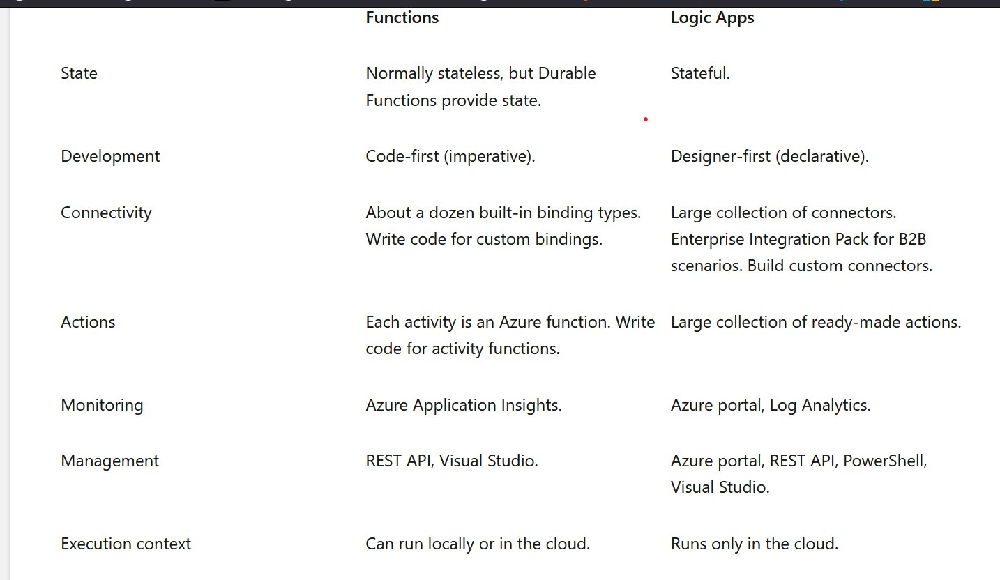 Functions
Logic Apps
State
Normally stateless, but Durable
Functions provide state.
Stateful.
Development
Code-first (imperative).
Designer-first (declarative).
Connectivity
About a dozen built-in binding types.
Write code for custom bindings.
Large collection of connectors.
Enterprise Integration Pack for B2B
scenarios. Build custom connectors.
Actions
Each activity is an Azure function. Write
code for activity functions.
Large collection of ready-made actions.
Monitoring
Azure Application Insights.
Azure portal, Log Analytics.
Management
REST API, Visual Studio.
Azure portal, REST API, PowerShell,
Visual Studio.
Execution context
Can run locally or in the cloud.
Runs only in the cloud.